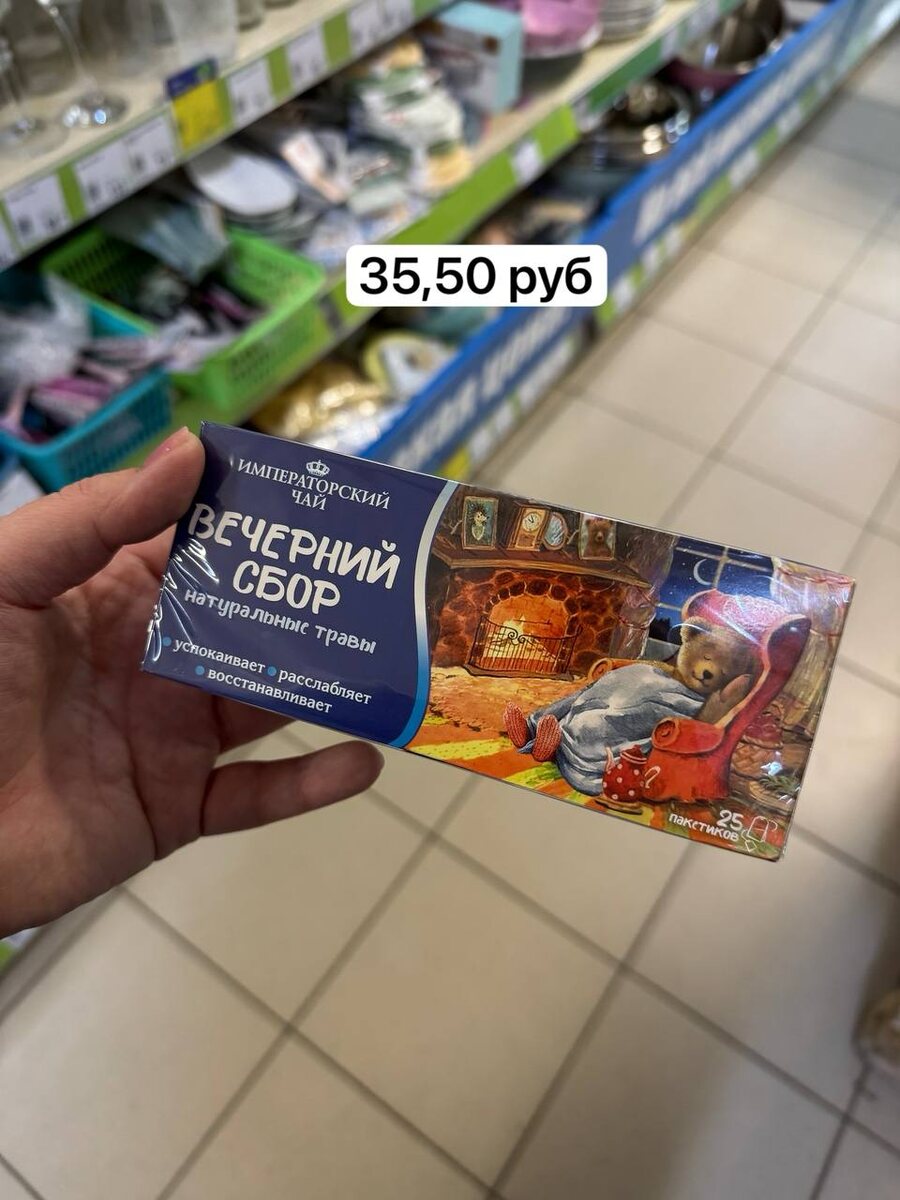 35,50 руб
ИМПЕРАТОРСКИЙ
ЧАЙ
ВЕЧЕРНИЙ
СБОР
натуральные травы
успокаивает • расслабляет
• восстанавливает
25
пакетиков